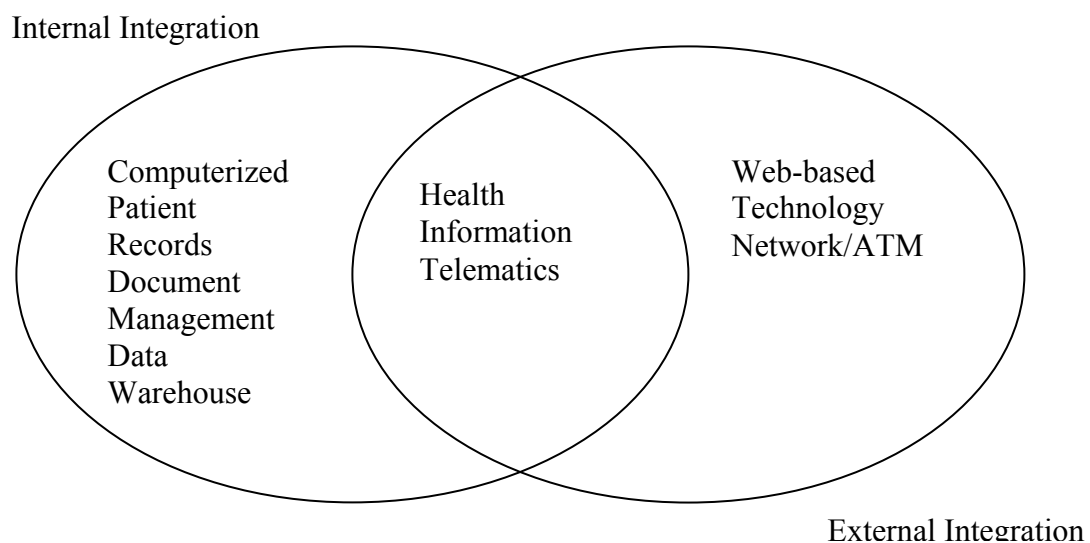 Internal Integration
Computerized
Patient
Records
Document
Management
Data
Warehouse
Health
Information
Telematics
Web-based
Technology
Network/ATM
External Integration